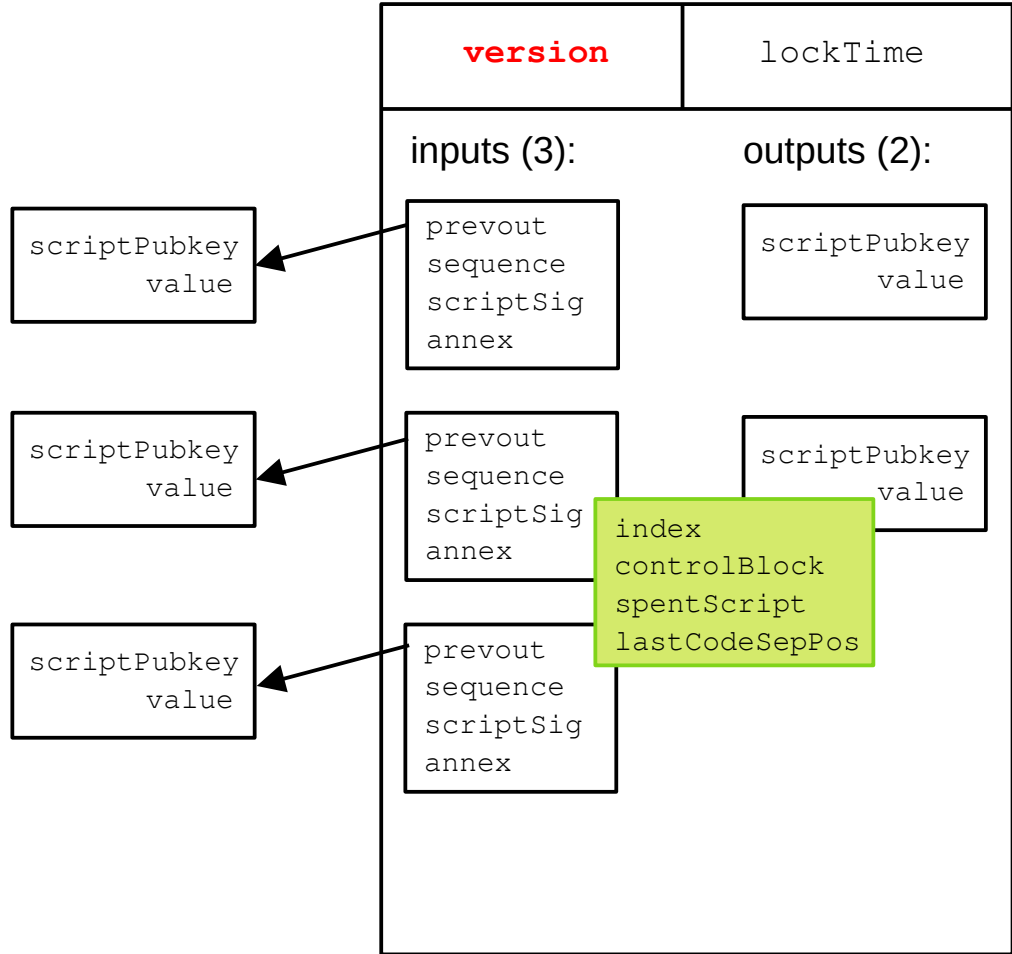 version
lockTime
inputs (3):
outputs (2):
scriptPubkey
value
prevout
sequence
scriptSig
annex
scriptPubkey
value
scriptPubkey
value
prevout
sequence
scriptSig
annex
scriptPubkey
value
index
controlBlock
spentScript
lastCodeSepPos
scriptPubkey
value
prevout
sequence
scriptSig
annex